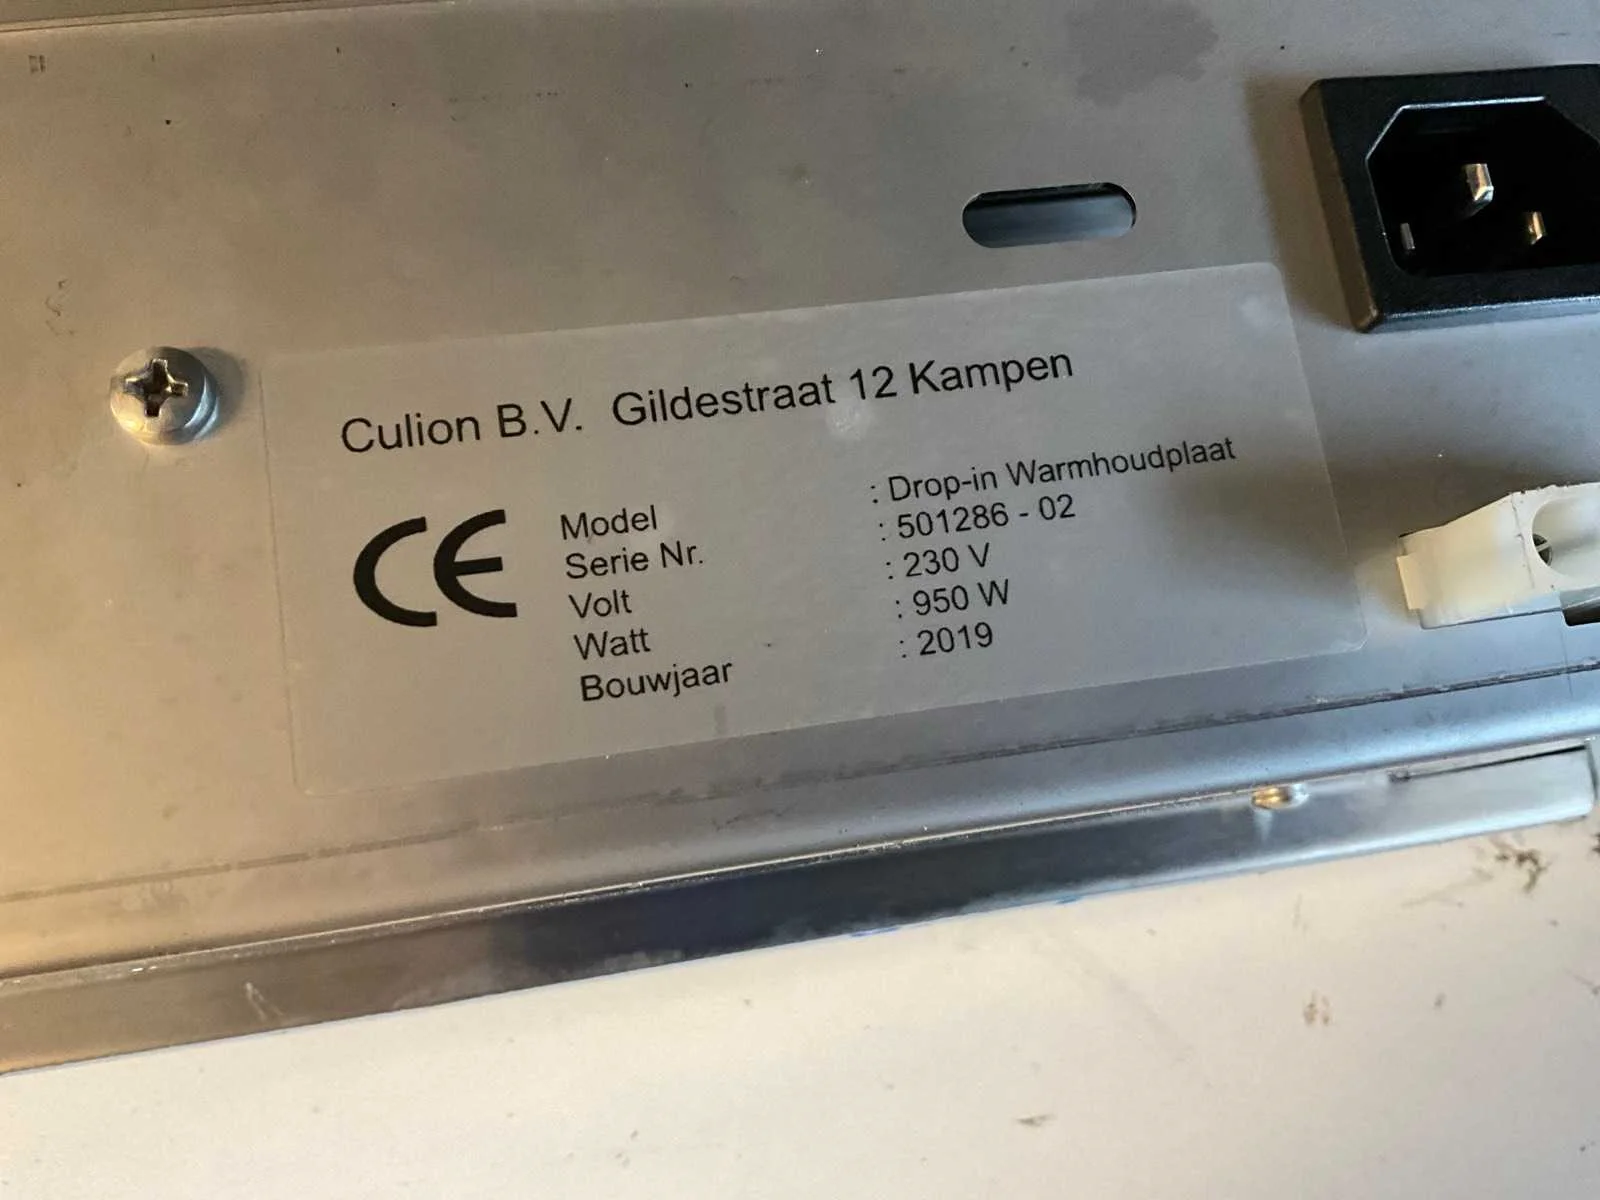 Culion B.V. Gildestraat 12 Kampen
CE
Model : Drop-in Warmhoudplaat
Serie Nr. : 501286 - 02
Volt : 230 V
Watt : 950 W
Bouwjaar : 2019